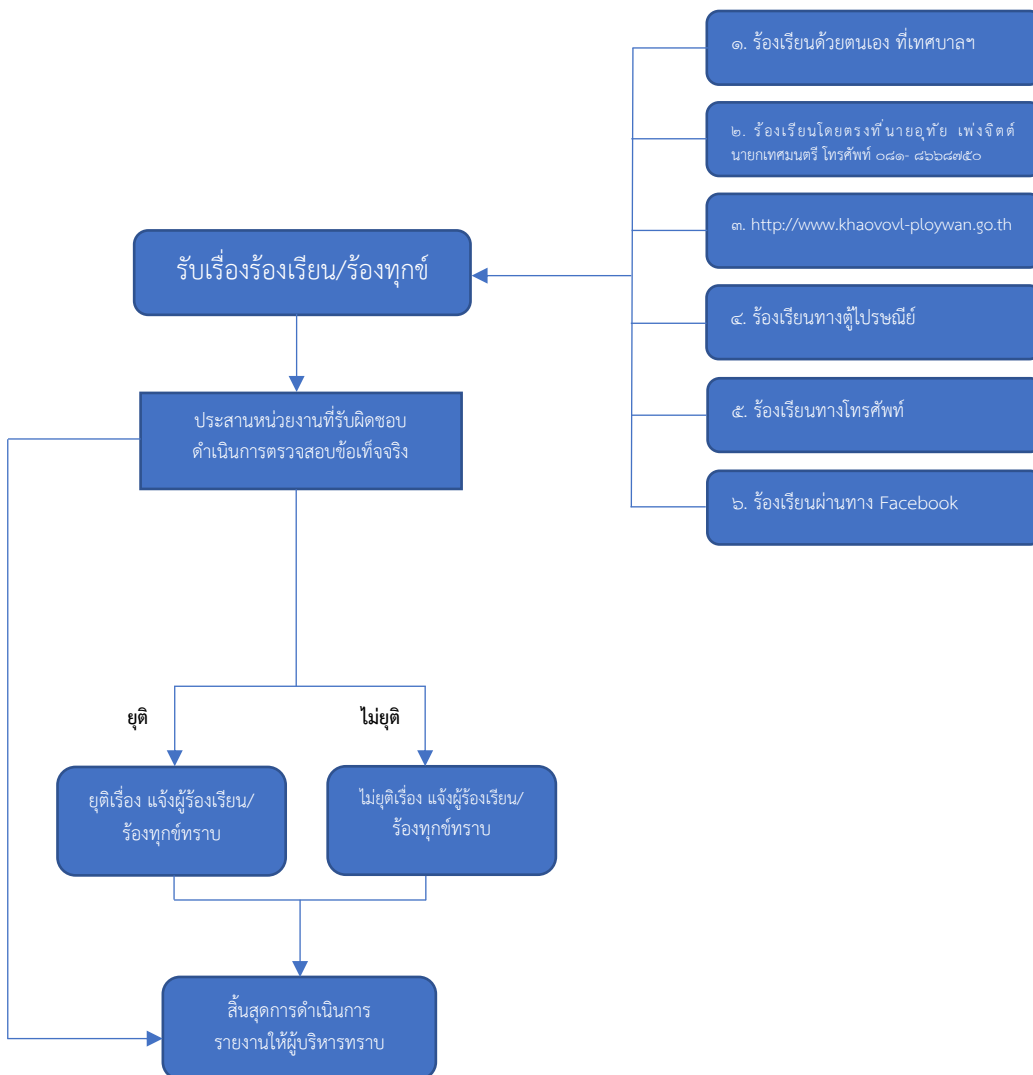 ๑. ร้องเรียนด้วยตนเอง ที่เทศบาลฯ
๒. ร้องเรียนโดยตรงที่นายอุทัย เพ่งจิตต์
นายกเทศมนตรี โทรศัพท์ ๐๘๑- ๘๖๖๘๗๕๐
๓. http://www.khaovovl-ploywan.go.th
รับเรื่องร้องเรียน/ร้องทุกข์
๔. ร้องเรียนทางตู้ไปรษณีย์
๕. ร้องเรียนทางโทรศัพท์
ประสานหน่วยงานที่รับผิดชอบ
ดำเนินการตรวจสอบข้อเท็จจริง
๖. ร้องเรียนผ่านทาง Facebook
ยุติ
ไม่ยุติ
ยุติเรื่อง แจ้งผู้ร้องเรียน/
ร้องทุกข์ทราบ
ไม่ยุติเรื่อง แจ้งผู้ร้องเรียน/
ร้องทุกข์ทราบ
สิ้นสุดการดำเนินการ
รายงานให้ผู้บริหารทราบ